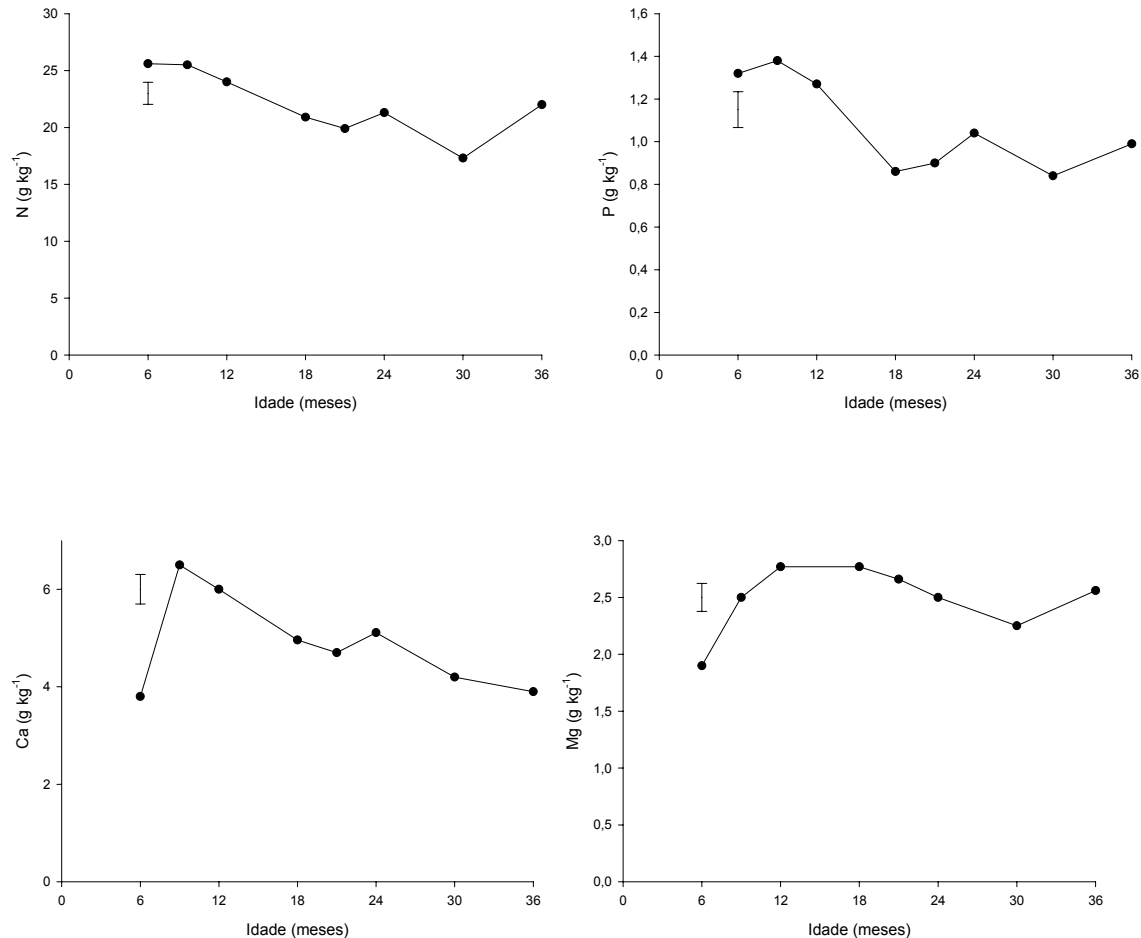 N (g kg⁻¹)
30
25
20
15
10
5
0
0 6 12 18 24 30 36
Idade (meses)
P (g kg⁻¹)
1,6
1,4
1,2
1,0
0,8
0,6
0,4
0,2
0,0
0 6 12 18 24 30 36
Idade (meses)
Ca (g kg⁻¹)
6
4
2
0
0 6 12 18 24 30 36
Idade (meses)
Mg (g kg⁻¹)
3,0
2,5
2,0
1,5
1,0
0,5
0,0
0 6 12 18 24 30 36
Idade (meses)